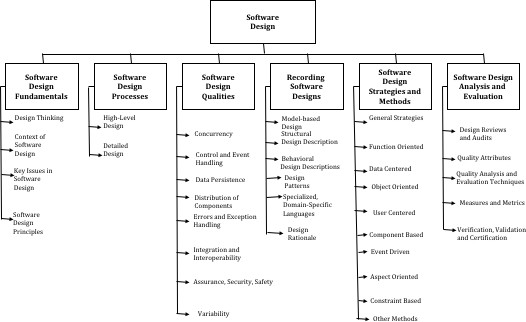 Software
Design
Software
Design
Fundamentals
Software
Design
Processes
Software
Design
Qualities
Recording
Software
Designs
Software
Design
Strategies and
Methods
Software Design
Analysis and
Evaluation
Design Thinking
Context of
Software
Design
Key Issues in
Software
Design
Software
Design
Principles
High-Level
Design
Detailed
Design
Concurrency
Control and Event
Handling
Data Persistence
Distribution of
Components
Errors and Exception
Handling
Integration and
Interoperability
Assurance, Security, Safety
Variability
Model-based
Design
Structural
Design Description
Behavioral
Design Descriptions
Design
Patterns
Specialized,
Domain-Specific
Languages
Design
Rationale
General Strategies
Function Oriented
Data Centered
Object Oriented
User Centered
Component Based
Event Driven
Aspect Oriented
Constraint Based
Other Methods
Design Reviews
and Audits
Quality Attributes
Quality Analysis and
Evaluation Techniques
Measures and Metrics
Verification, Validation
and Certification